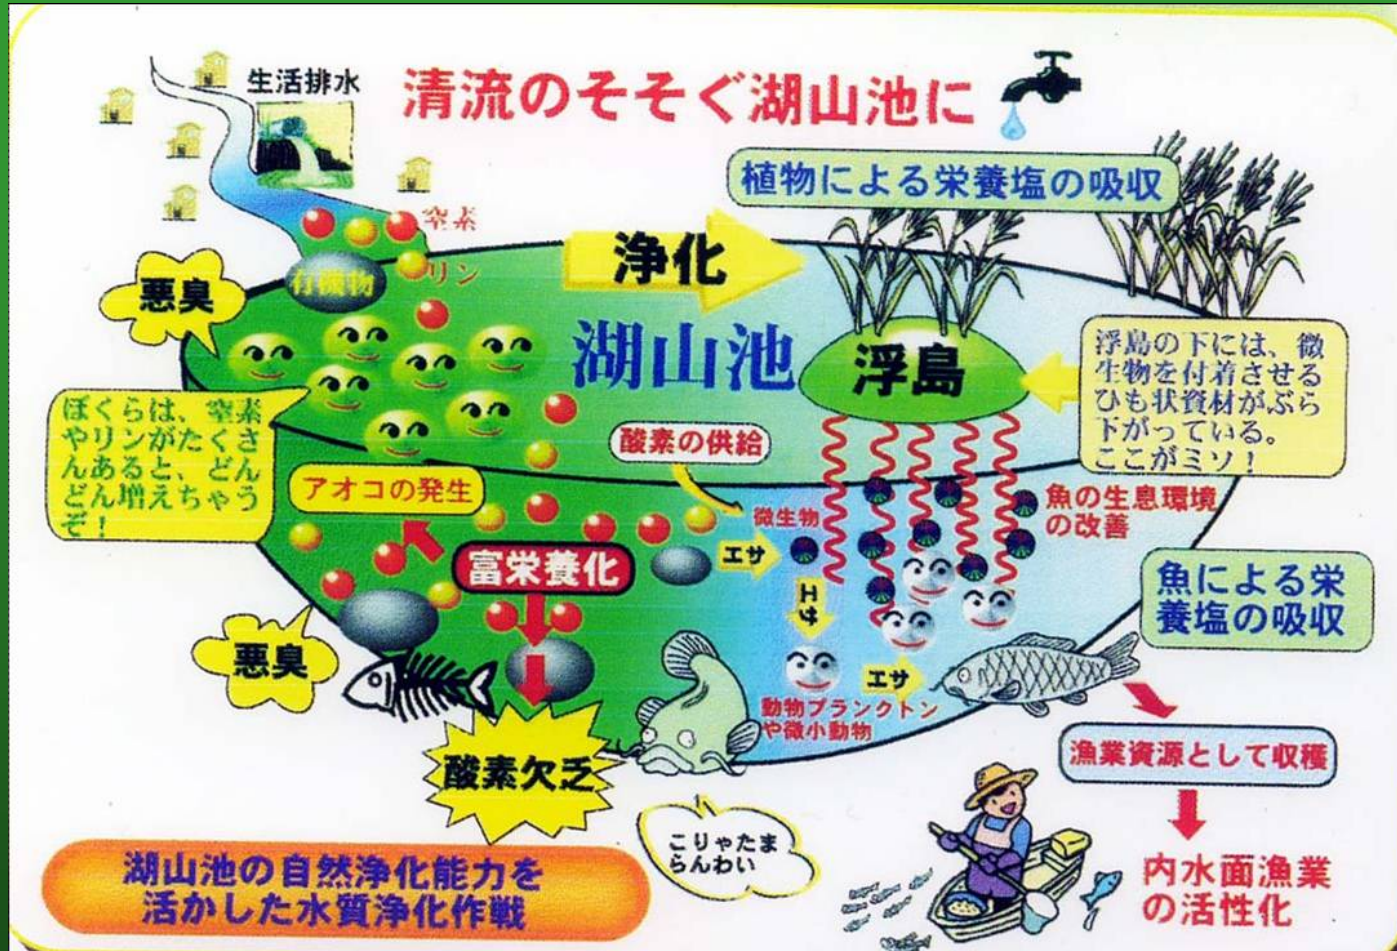 清流のそそぐ湖山池に
生活排水
植物による栄養塩の吸収
窒素
浄化
有機物
リン
悪臭
湖山池
浮島
浮島の下には、微
生物を付着させる
ひも状資材がぶら
下がっている。
ここがミソ！
ぼくらは、窒素
やリンがたくさ
んあると、どん
どん増えちゃう
ぞ！
酸素の供給
アオコの発生
微生物
魚の生息環境
の改善
富栄養化
エサ
エサ
魚による栄
養塩の吸収
悪臭
エサ
動物プランクトン
や微小動物
酸素欠乏
漁業資源として収穫
こりゃたま
らんわい
湖山池の自然浄化能力を
活かした水質浄化作戦
内水面漁業
の活性化